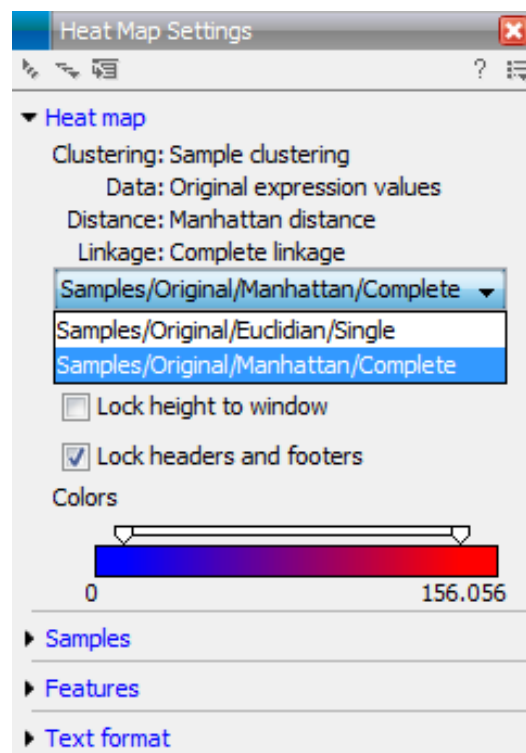 Heat Map Settings
?
Heat map
Clustering: Sample clustering
Data: Original expression values
Distance: Manhattan distance
Linkage: Complete linkage
Samples/Original/Manhattan/Complete
Samples/Original/Euclidian/Single
Samples/Original/Manhattan/Complete
Lock height to window
Lock headers and footers
Colors
0 156.056
Samples
Features
Text format